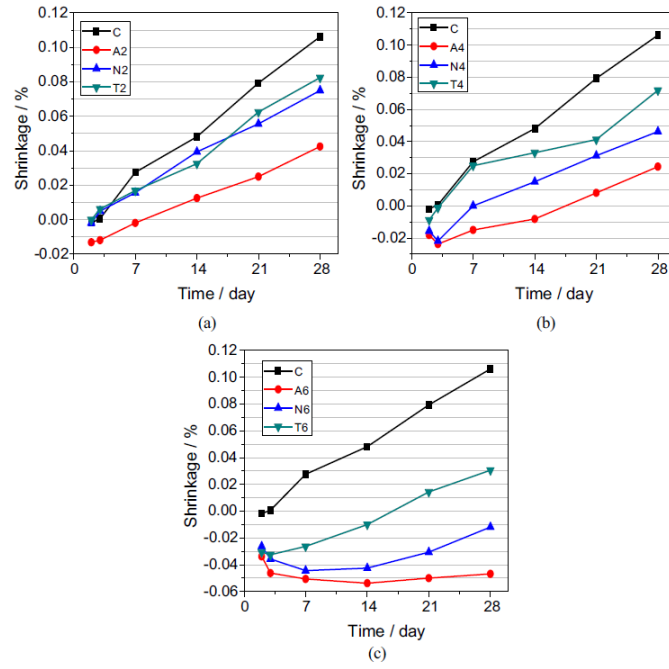 0.12
0.10
0.08
0.06
0.04
0.02
0.00
-0.02
Shrinkage / %
C
A2
N2
T2
0
7
14
21
28
Time / day
(a)
0.12
0.10
0.08
0.06
0.04
0.02
0.00
-0.02
Shrinkage / %
C
A4
N4
T4
0
7
14
21
28
Time / day
(b)
0.12
0.10
0.08
0.06
0.04
0.02
0.00
-0.02
-0.04
-0.06
Shrinkage / %
C
A6
N6
T6
0
7
14
21
28
Time / day
(c)